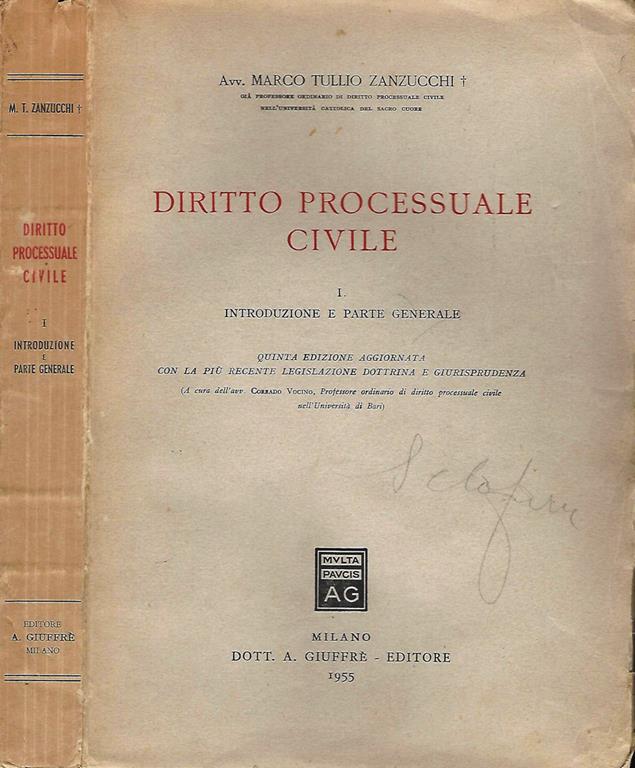 M. T. ZANZUCCHI †
DIRITTO
PROCESSUALE
CIVILE
I
INTRODUZIONE
E
PARTE GENERALE
EDITORE
A. GIUFFRÈ
MILANO
Avv. MARCO TULLIO ZANZUCCHI †
GIÀ PROFESSORE ORDINARIO DI DIRITTO PROCESSUALE CIVILE
NELL'UNIVERSITÀ CATTOLICA DEL SACRO CUORE
DIRITTO PROCESSUALE
CIVILE
I.
INTRODUZIONE E PARTE GENERALE
QUINTA EDIZIONE AGGIORNATA
CON LA PIÙ RECENTE LEGISLAZIONE DOTTRINA E GIURISPRUDENZA
(A cura dell'avv. CORRADO VOCINO, Professore ordinario di diritto processuale civile
nell'Università di Bari)
MVLTA
PAVCIS
AG
MILANO
DOTT. A. GIUFFRÈ - EDITORE
1955